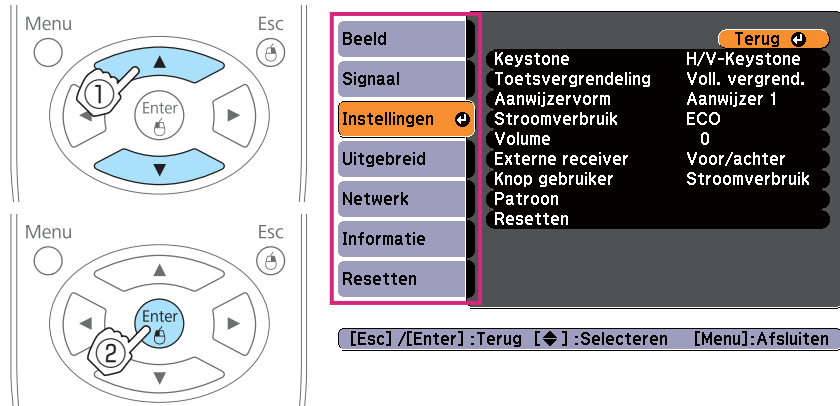 Menu Esc
1
Enter
Menu Esc
Enter
2
Beeld
Signaal
Instellingen
Uitgebreid
Netwerk
Informatie
Resetten
Terug
Keystone H/V-Keystone
Toetsvergrendeling Voll. vergrend.
Aanwijzervorm Aanwijzer 1
Stroomverbruik ECO
Volume 0
Externe receiver Voor/achter
Knop gebruiker Stroomverbruik
Patroon
Resetten
[Esc] /[Enter] :Terug [◆] :Selecteren [Menu]:Afsluiten